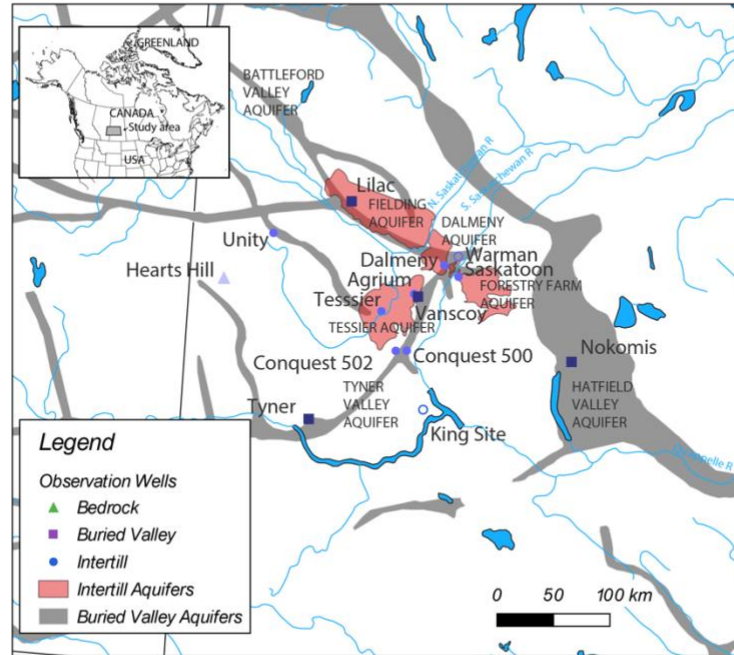 GREENLAND
CANADA
Study area
USA
BATTLEFORD
VALLEY
AQUIFER
N. Saskatchewan R
S. Saskatchewan R
Lilac
FIELDING
AQUIFER
DALMENY
AQUIFER
Unity
Warman
Dalmeny
Saskatoon
Hearts Hill
Agrium
FORESTRY FARM
AQUIFER
Tesssier
Vanscoy
TESSIER AQUIFER
Conquest 502
Conquest 500
Nokomis
Tyner
TYNER
VALLEY
AQUIFER
HATFIELD
VALLEY
AQUIFER
King Site
Legend
Observation Wells
Bedrock
Buried Valley
Intertill
Intertill Aquifers
Buried Valley Aquifers
0 50 100 km